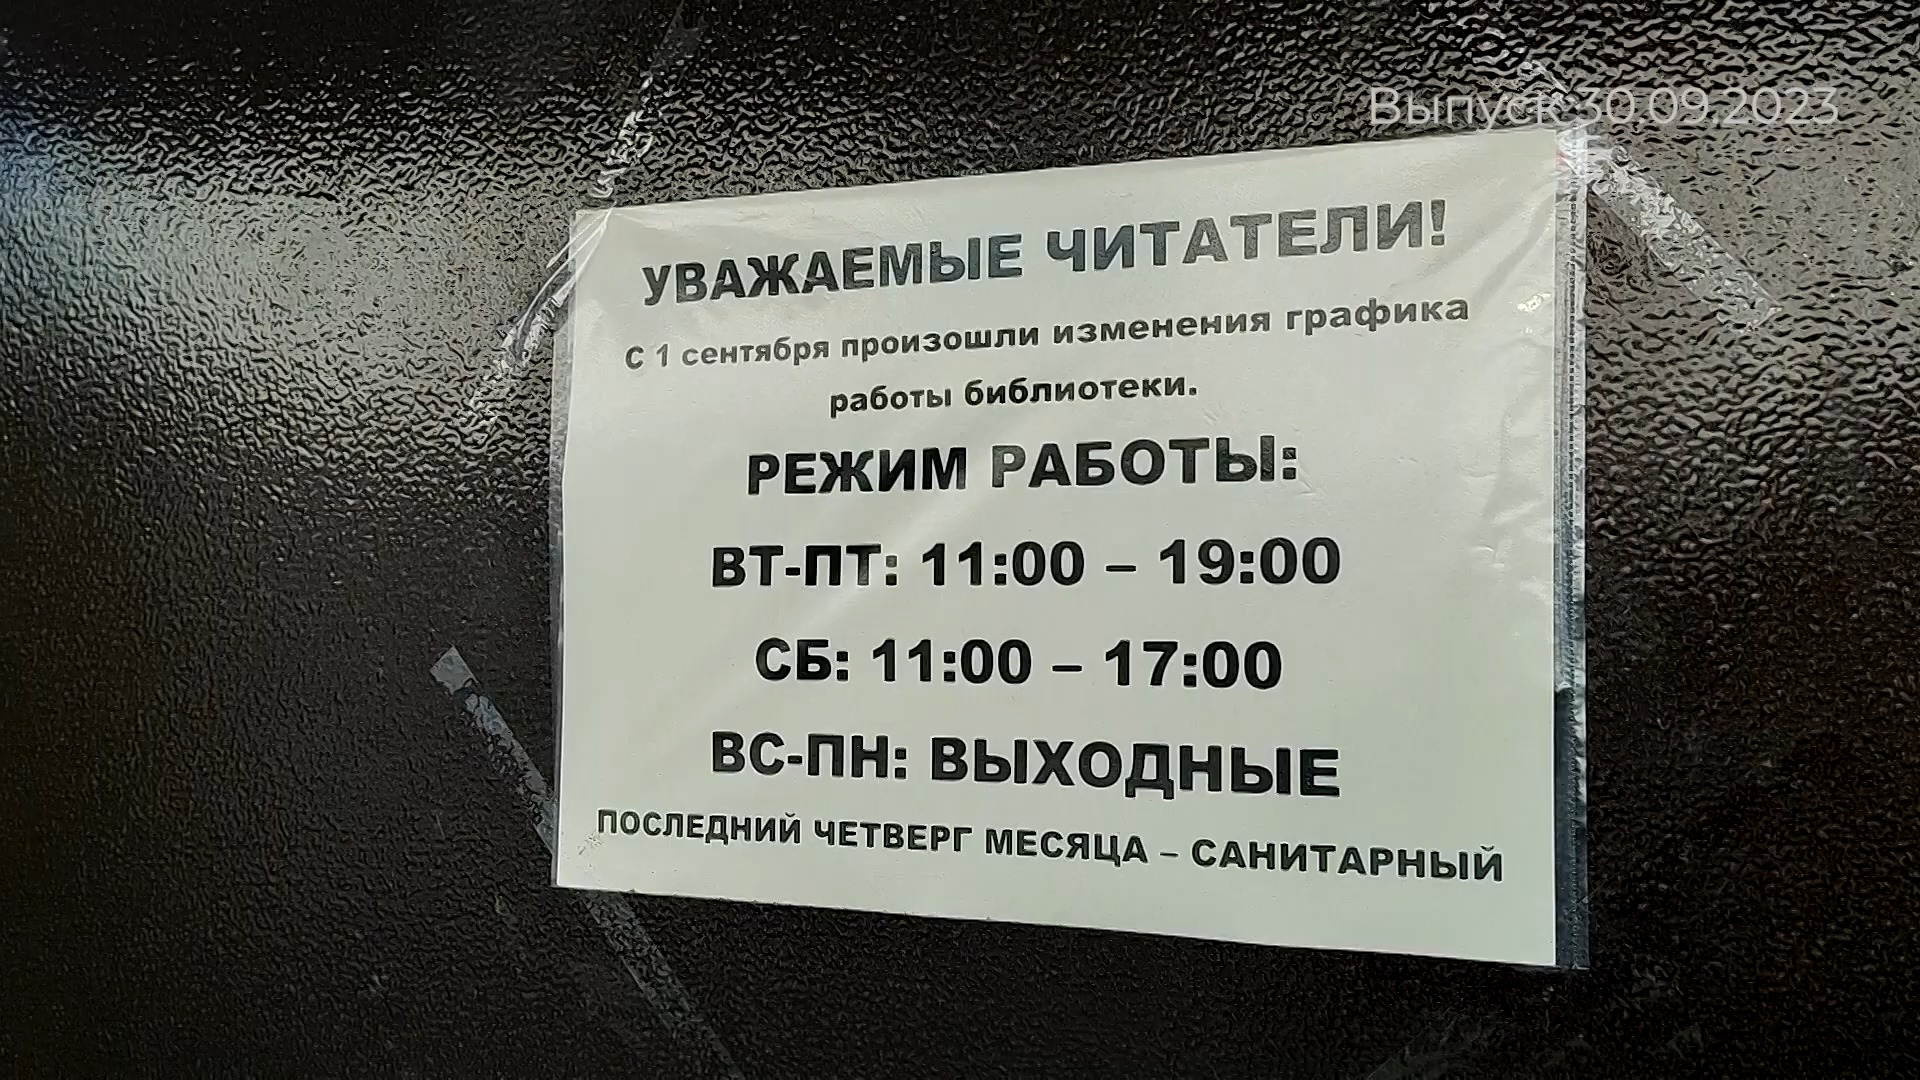 Выпуск 30.09.2023
УВАЖАЕМЫЕ ЧИТАТЕЛИ!
С 1 сентября произошли изменения графика
работы библиотеки.
РЕЖИМ РАБОТЫ:
ВТ-ПТ: 11:00 – 19:00
СБ: 11:00 – 17:00
ВС-ПН: ВЫХОДНЫЕ
ПОСЛЕДНИЙ ЧЕТВЕРГ МЕСЯЦА – САНИТАРНЫЙ